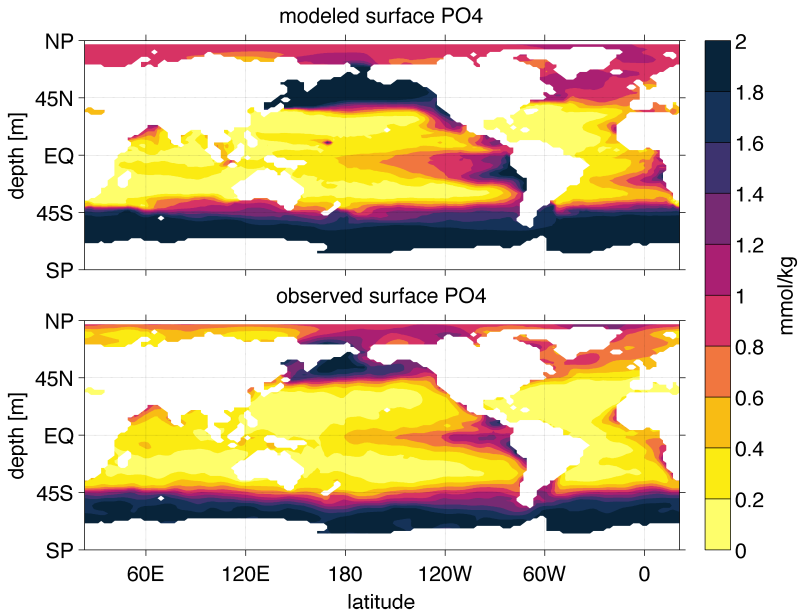 modeled surface PO4
NP
45N
EQ
45S
SP
depth [m]
observed surface PO4
NP
45N
EQ
45S
SP
depth [m]
60E 120E 180 120W 60W 0
latitude
2
1.8
1.6
1.4
1.2
1
0.8
0.6
0.4
0.2
0
mmol/kg